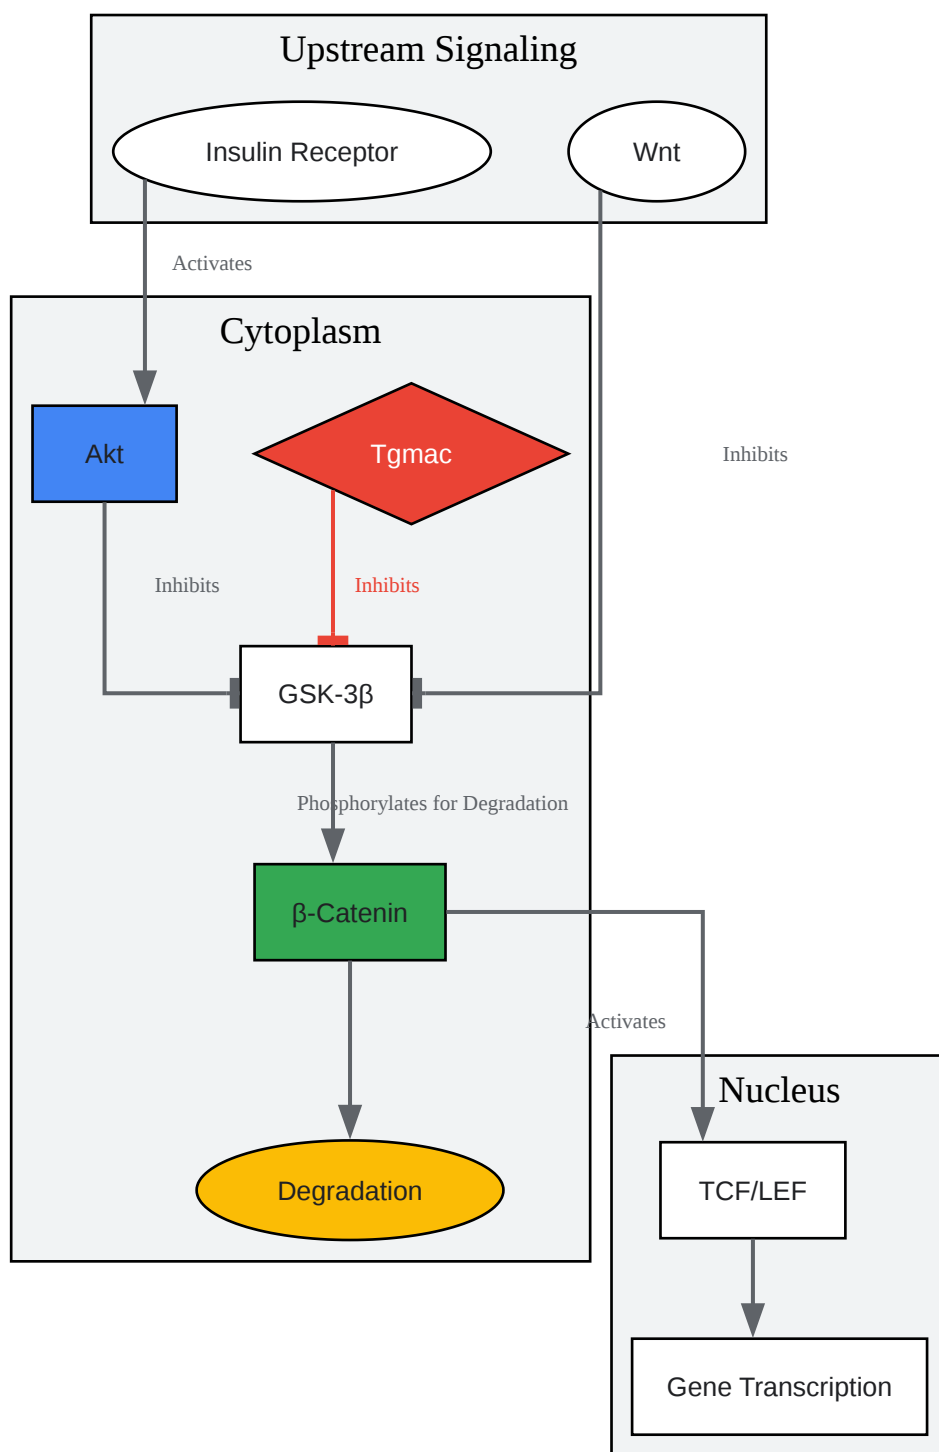 Upstream Signaling
Insulin Receptor
Wnt
Activates
Cytoplasm
Akt
Tgmac
Inhibits
Inhibits
Inhibits
GSK-3β
Phosphorylates for Degradation
β-Catenin
Activates
Nucleus
Degradation
TCF/LEF
Gene Transcription